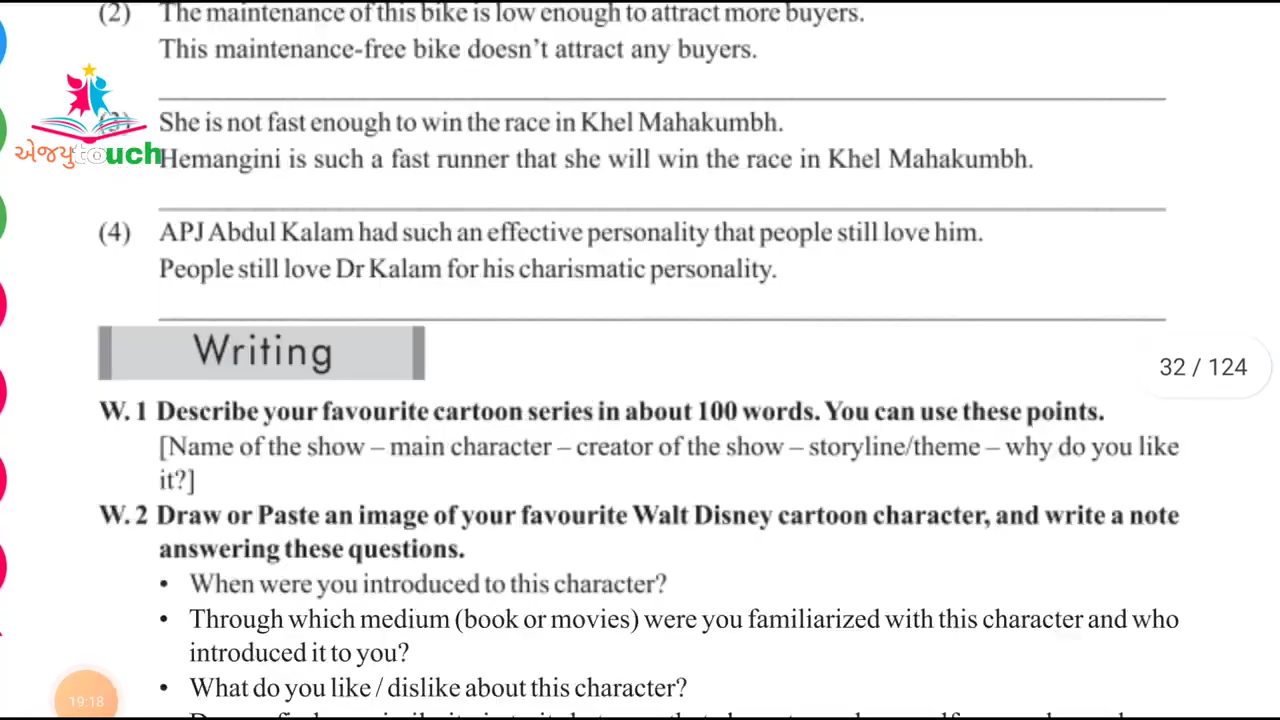 (2) The maintenance of this bike is low enough to attract more buyers.
This maintenance-free bike doesn't attract any buyers.
(3) She is not fast enough to win the race in Khel Mahakumbh.
એજ્યુtouch
Hemangini is such a fast runner that she will win the race in Khel Mahakumbh.
(4) APJ Abdul Kalam had such an effective personality that people still love him.
People still love Dr Kalam for his charismatic personality.
Writing
32 / 124
W. 1 Describe your favourite cartoon series in about 100 words. You can use these points.
[Name of the show – main character – creator of the show – storyline/theme – why do you like
it?]
W. 2 Draw or Paste an image of your favourite Walt Disney cartoon character, and write a note
answering these questions.
• When were you introduced to this character?
• Through which medium (book or movies) were you familiarized with this character and who
introduced it to you?
• What do you like / dislike about this character?
19:18